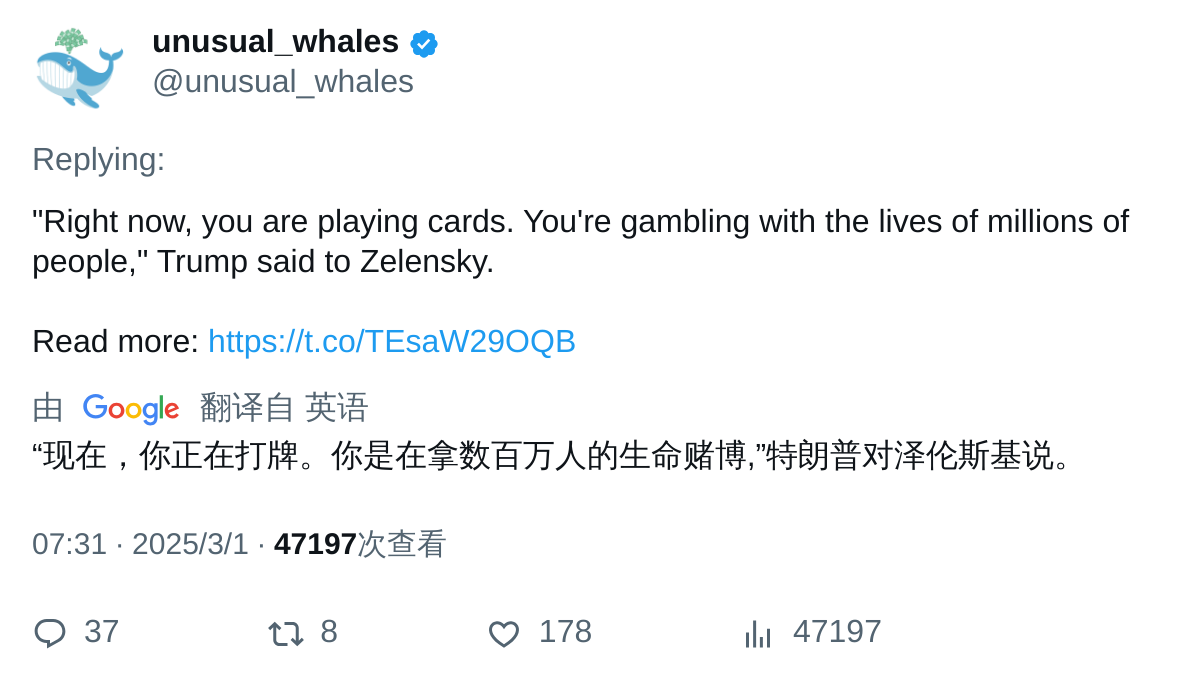 unusual_whales
@unusual_whales
Replying:
"Right now, you are playing cards. You're gambling with the lives of millions of
people," Trump said to Zelensky.
Read more: https://t.co/TEsaW29OQB
由 Google 翻译自 英语
“现在，你正在打牌。你是在拿数百万人的生命赌博,”特朗普对泽伦斯基说。
07:31 · 2025/3/1 · 47197次查看
37 8 178 47197